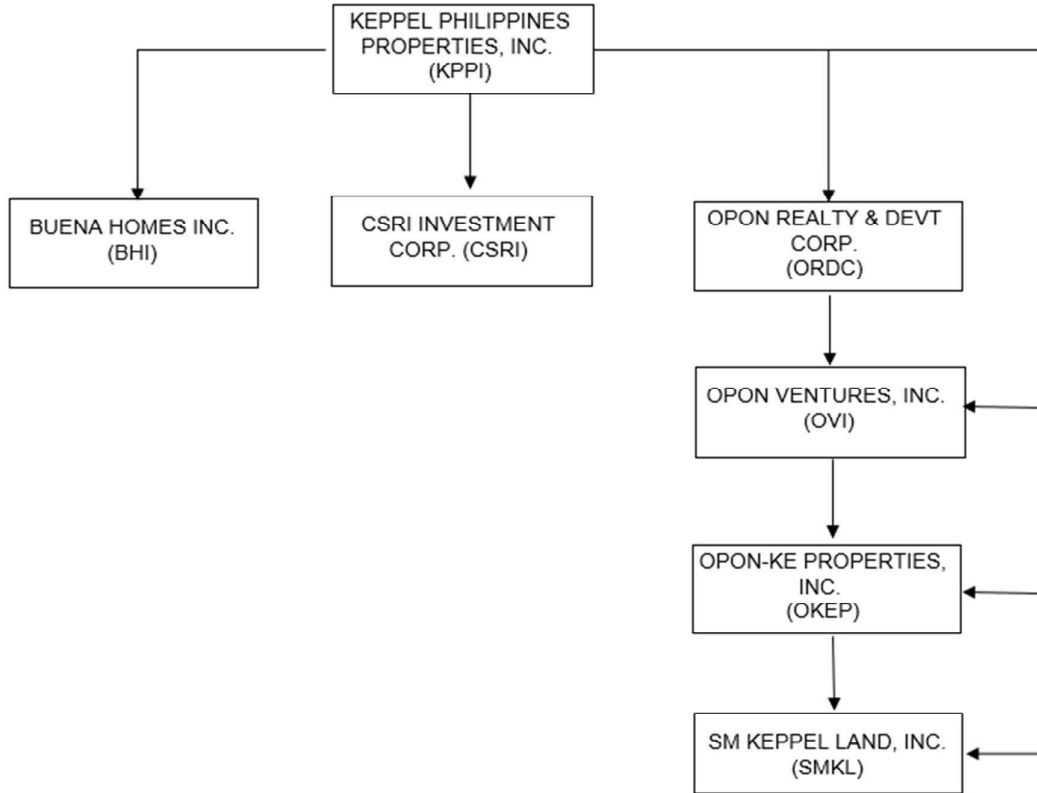 KEPPEL PHILIPPINES
PROPERTIES, INC.
(KPPI)
BUENA HOMES INC.
(BHI)
CSRI INVESTMENT
CORP. (CSRI)
OPON REALTY & DEVT
CORP.
(ORDC)
OPON VENTURES, INC.
(OVI)
OPON-KE PROPERTIES,
INC.
(OKEP)
SM KEPPEL LAND, INC.
(SMKL)